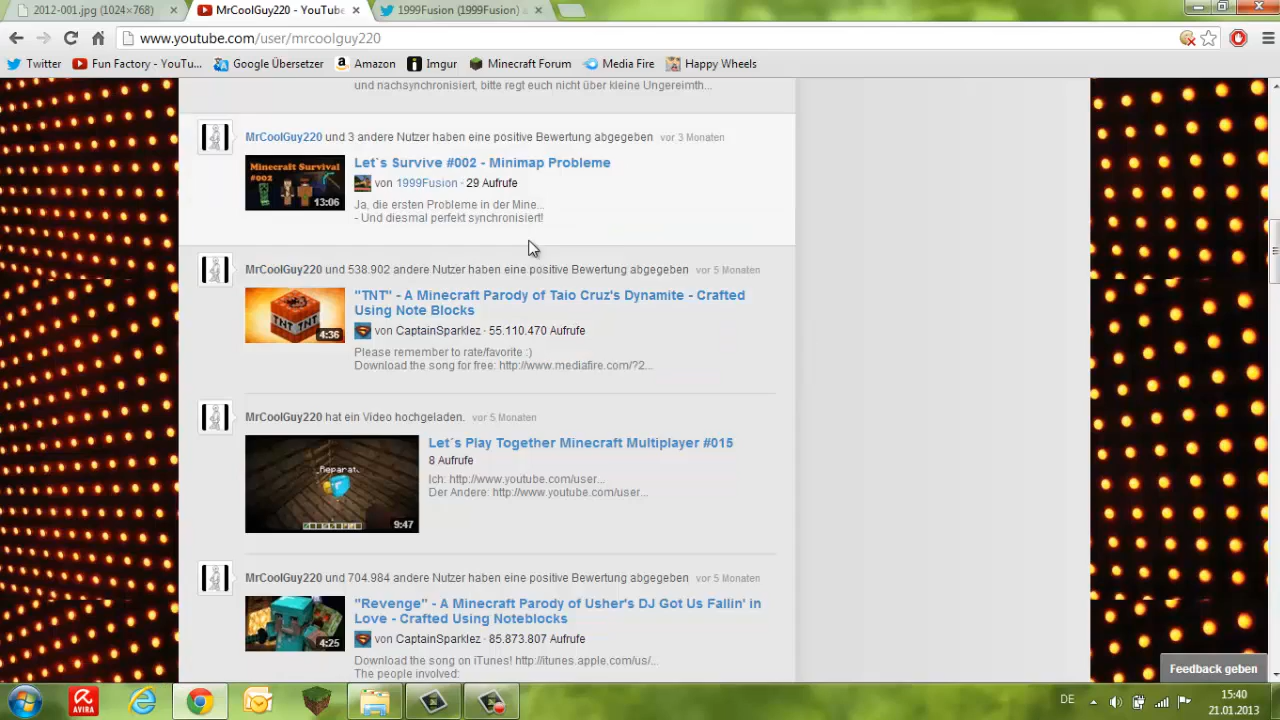 2012-001.jpg (1024×768)
MrCoolGuy220 - YouTube
1999Fusion (1999Fusion)
www.youtube.com/user/mrcoolguy220
Twitter
Fun Factory - YouTu...
Google Übersetzer
Amazon
Imgur
Minecraft Forum
Media Fire
Happy Wheels
und nachsynchronisiert, bitte regt euch nicht über kleine Ungereimth...
MrCoolGuy220 und 3 andere Nutzer haben eine positive Bewertung abgegeben vor 3 Monaten
Minecraft Survival
#002
13:06
Let`s Survive #002 - Minimap Probleme
von 1999Fusion · 29 Aufrufe
Ja, die ersten Probleme in der Mine...
- Und diesmal perfekt synchronisiert!
MrCoolGuy220 und 538.902 andere Nutzer haben eine positive Bewertung abgegeben vor 5 Monaten
TNT TNT
4:36
"TNT" - A Minecraft Parody of Taio Cruz's Dynamite - Crafted
Using Note Blocks
von CaptainSparklez · 55.110.470 Aufrufe
Please remember to rate/favorite :)
Download the song for free: http://www.mediafire.com/?2...
MrCoolGuy220 hat ein Video hochgeladen. vor 5 Monaten
9:47
Let´s Play Together Minecraft Multiplayer #015
8 Aufrufe
Ich: http://www.youtube.com/user...
Der Andere: http://www.youtube.com/user...
MrCoolGuy220 und 704.984 andere Nutzer haben eine positive Bewertung abgegeben vor 5 Monaten
4:25
"Revenge" - A Minecraft Parody of Usher's DJ Got Us Fallin' in
Love - Crafted Using Noteblocks
von CaptainSparklez · 85.873.807 Aufrufe
Download the song on iTunes! http://itunes.apple.com/us/...
The people involved:
Feedback geben
AVIRA
DE
15:40
21.01.2013